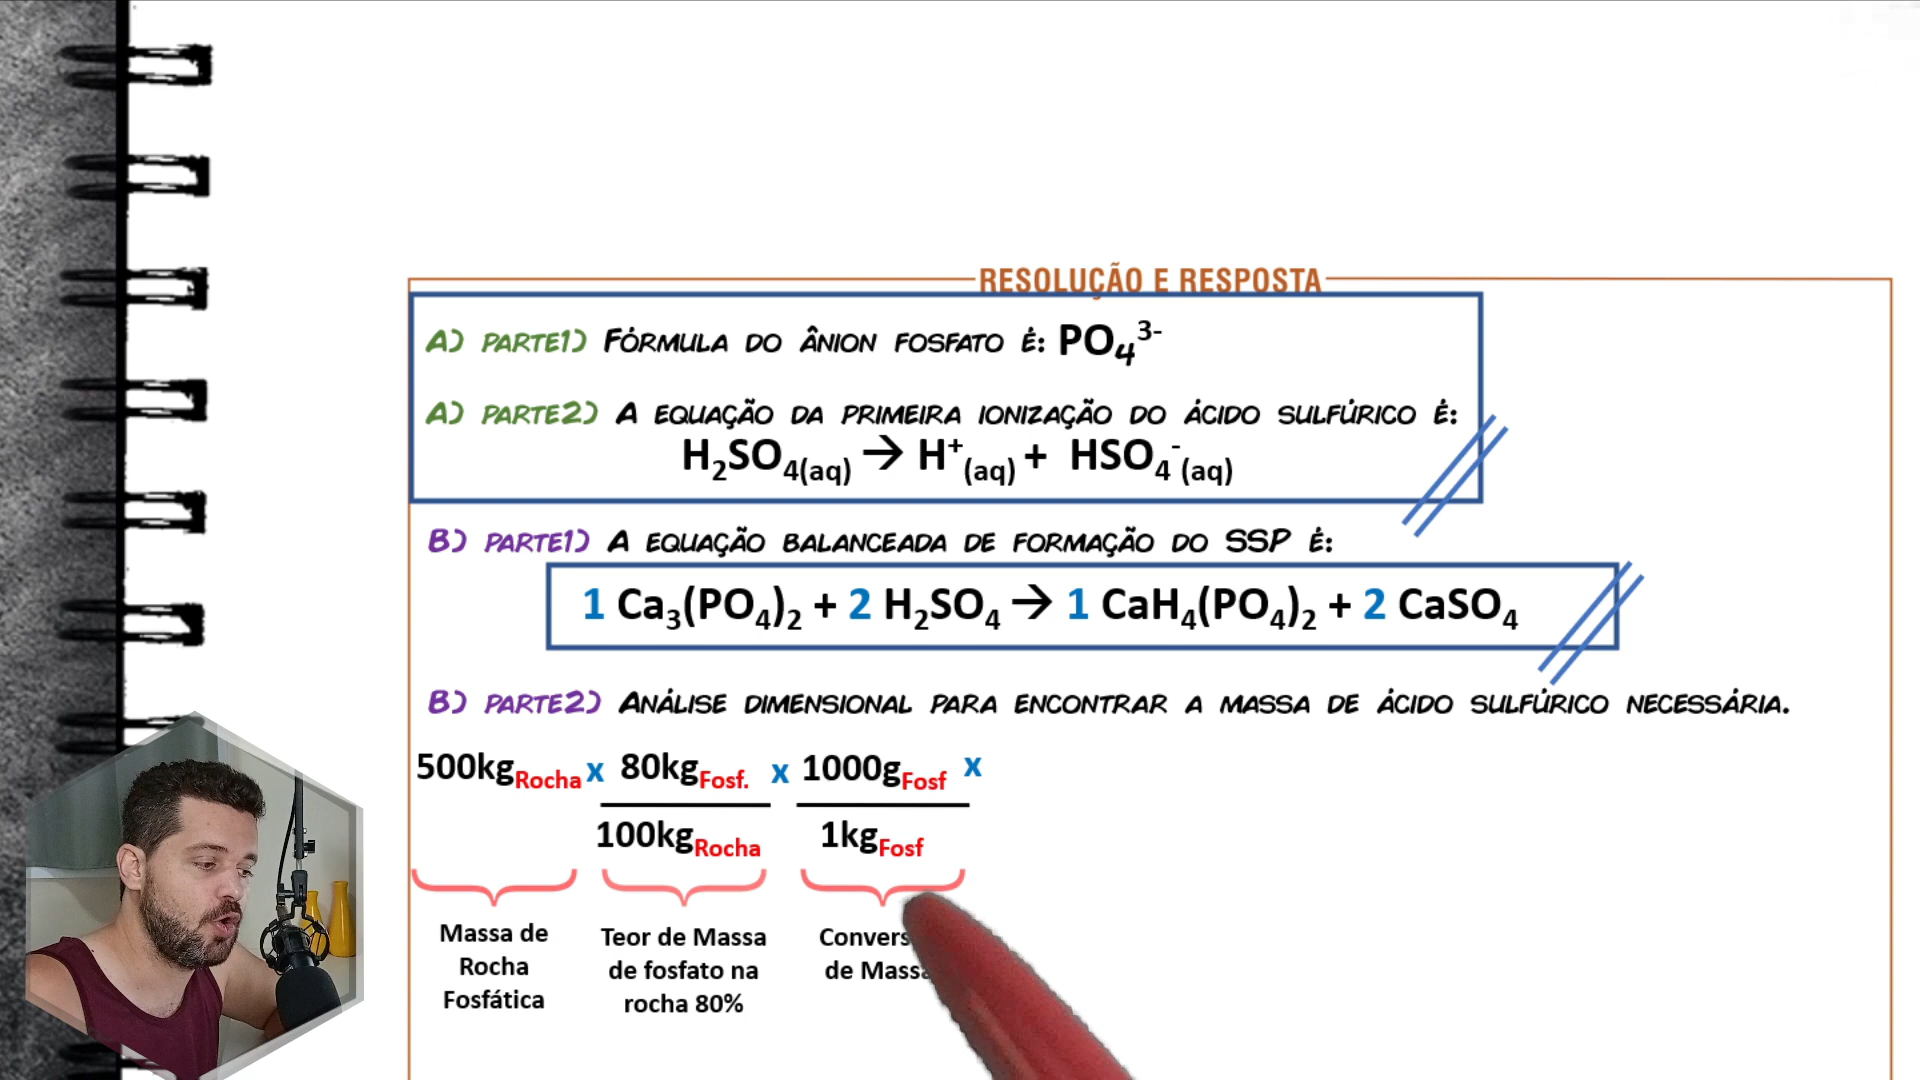 RESOLUÇÃO E RESPOSTA
A) PARTE1) FÓRMULA DO ÂNION FOSFATO É: PO₄³⁻
A) PARTE2) A EQUAÇÃO DA PRIMEIRA IONIZAÇÃO DO ÁCIDO SULFÚRICO É:
H₂SO₄(aq) → H⁺(aq) + HSO₄⁻(aq)
B) PARTE1) A EQUAÇÃO BALANCEADA DE FORMAÇÃO DO SSP É:
1 Ca₃(PO₄)₂ + 2 H₂SO₄ → 1 CaH₄(PO₄)₂ + 2 CaSO₄
B) PARTE2) ANÁLISE DIMENSIONAL PARA ENCONTRAR A MASSA DE ÁCIDO SULFÚRICO NECESSÁRIA.
500kgRocha x 80kgFosf. x 1000gFosf x
100kgRocha 1kgFosf
Massa de
Rocha
Fosfática
Teor de Massa
de fosfato na
rocha 80%
de Massa